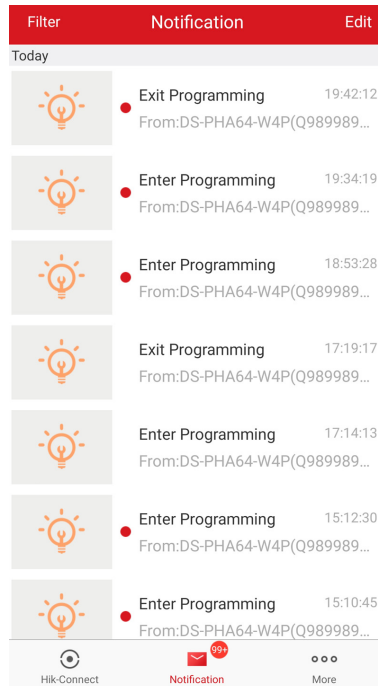 Filter Notification Edit
Today
Exit Programming 19:42:12
From:DS-PHA64-W4P(Q989989...
Enter Programming 19:34:19
From:DS-PHA64-W4P(Q989989...
Enter Programming 18:53:28
From:DS-PHA64-W4P(Q989989...
Exit Programming 17:19:17
From:DS-PHA64-W4P(Q989989...
Enter Programming 17:14:13
From:DS-PHA64-W4P(Q989989...
Enter Programming 15:12:30
From:DS-PHA64-W4P(Q989989...
Enter Programming 15:10:45
From:DS-PHA64-W4P(Q989989...
99+
Hik-Connect Notification More